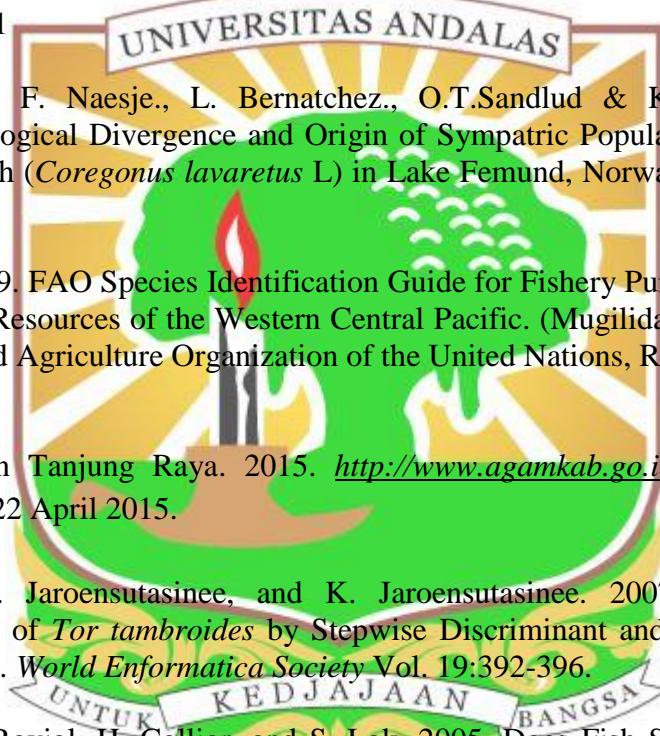 UNIVERSITAS ANDALAS
F. Naesje., L. Bernatchez., O.T.Sandlud & K
ogical Divergence and Origin of Sympatric Popula
h (Coregonus lavaretus L) in Lake Femund, Norwa
9. FAO Species Identification Guide for Fishery Pu
Resources of the Western Central Pacific. (Mugilida
d Agriculture Organization of the United Nations, R
n Tanjung Raya. 2015. http://www.agamkab.go.i
22 April 2015.
. Jaroensutasinee, and K. Jaroensutasinee. 2007
of Tor tambroides by Stepwise Discriminant and
. World Enformatica Society Vol. 19:392-396.
UNTUK KEDJAJAAN BANGSA